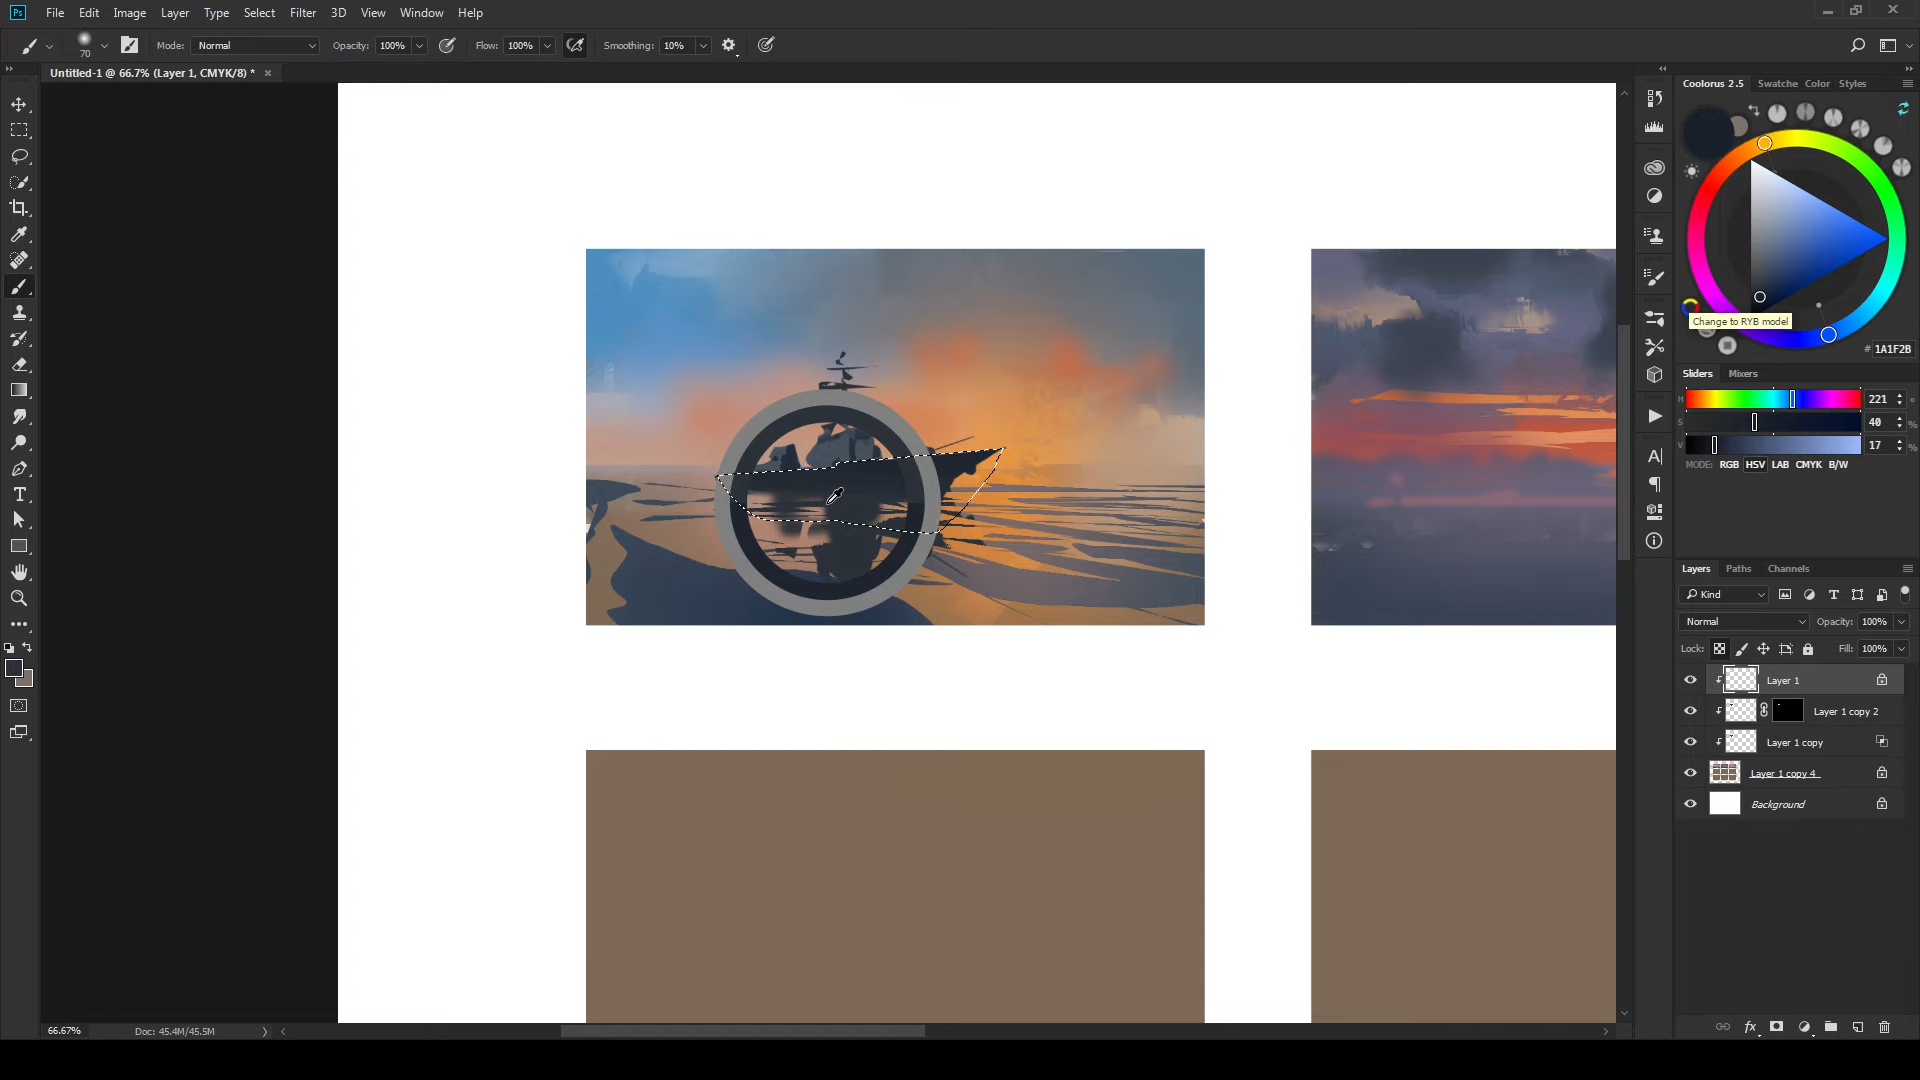 Ps File Edit Image Layer Type Select Filter 3D View Window Help
70 Mode: Normal Opacity: 100% Flow: 100% Smoothing: 10%
Untitled-1 @ 66.7% (Layer 1, CMYK/8) * ×
Coolorus 2.5 Swatche Color Styles
Change to RYB model
# 1A1F2B
Sliders Mixers
H 221 °
S 40 %
V 17 %
MODE: RGB HSV LAB CMYK B/W
Layers Paths Channels
Kind
Normal Opacity: 100%
Lock: Fill: 100%
Layer 1
Layer 1 copy 2
Layer 1 copy
Layer 1 copy 4
Background
66.67% Doc: 45.4M/45.5M